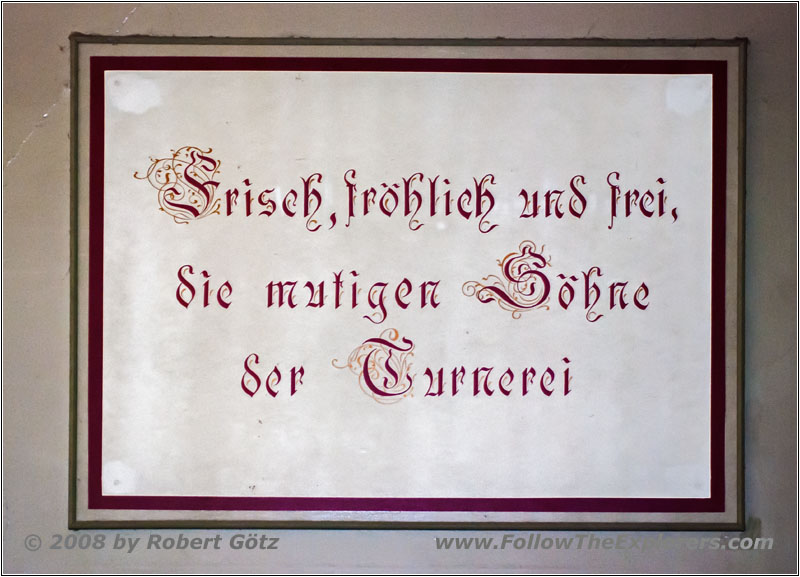 Frisch, fröhlich und frei,
die mutigen Söhne
der Turnerei
© 2008 by Robert Götz
www.FollowTheExplorers.com